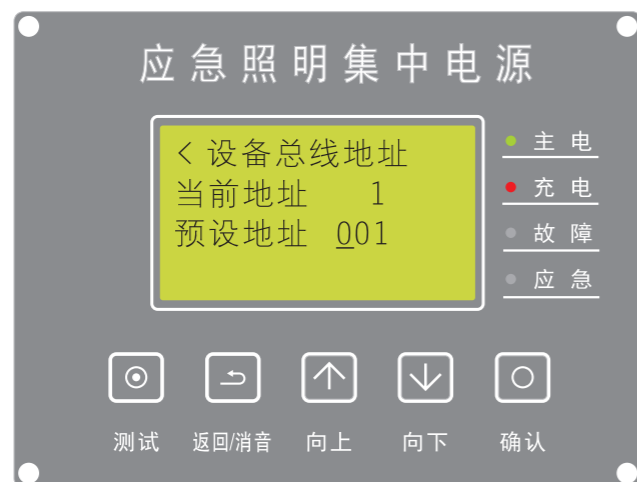 应急照明集中电源
< 设备总线地址
当前地址 1
预设地址 001
主电
充电
故障
应急
测试 返回/消音 向上 向下 确认